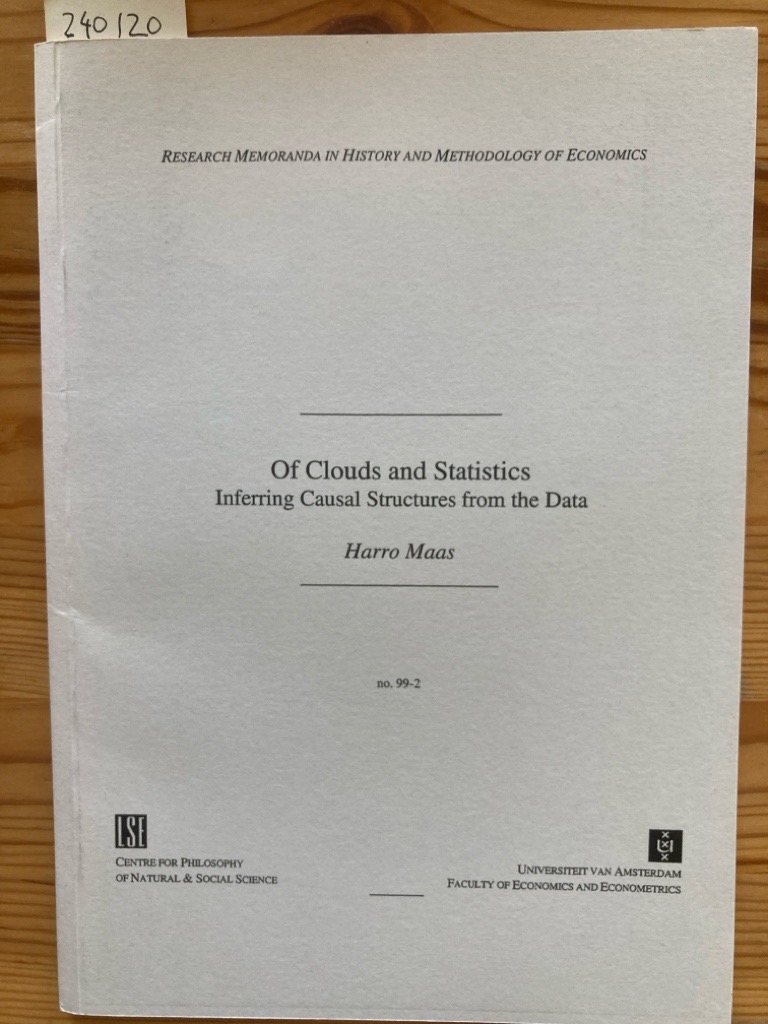 240120
RESEARCH MEMORANDA IN HISTORY AND METHODOLOGY OF ECONOMICS
Of Clouds and Statistics
Inferring Causal Structures from the Data
Harro Maas
no. 99-2
LSE
CENTRE FOR PHILOSOPHY
OF NATURAL & SOCIAL SCIENCE
UNIVERSITEIT VAN AMSTERDAM
FACULTY OF ECONOMICS AND ECONOMETRICS